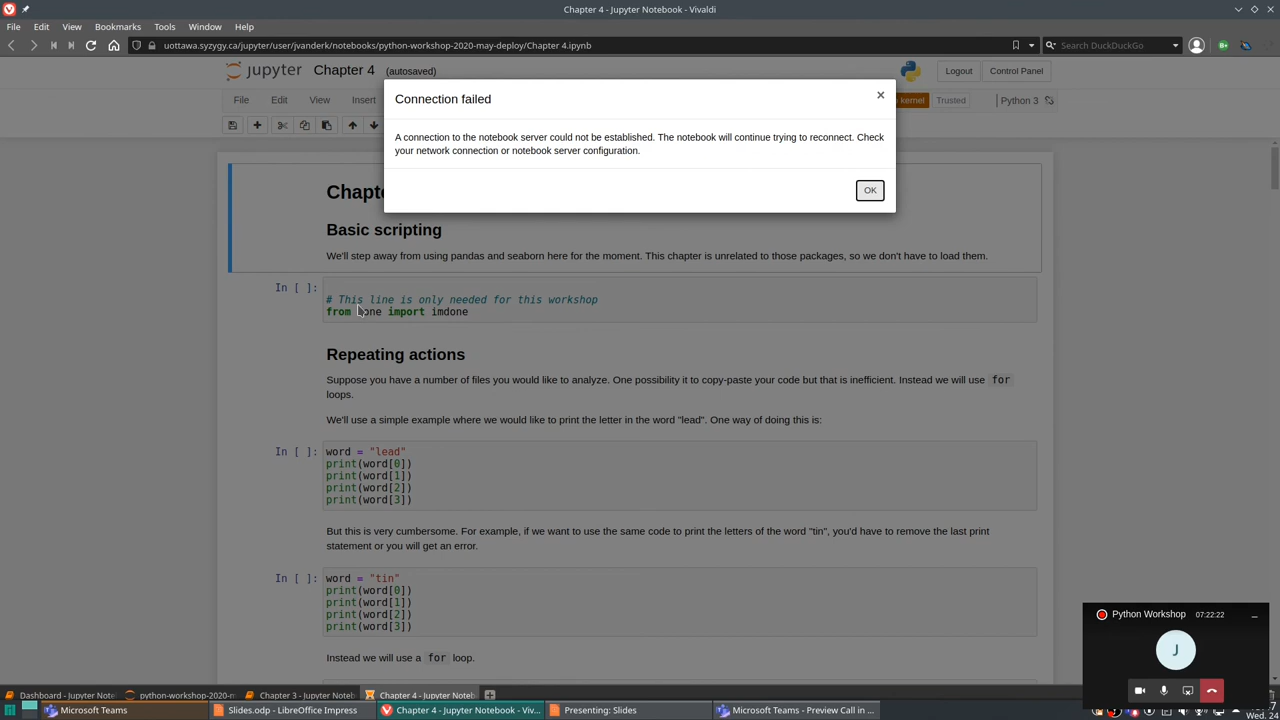 Chapter 4 - Jupyter Notebook - Vivaldi
File Edit View Bookmarks Tools Window Help
uottawa.syzygy.ca/jupyter/user/jvanderk/notebooks/python-workshop-2020-may-deploy/Chapter 4.ipynb
Search DuckDuckGo
jupyter Chapter 4 (autosaved)
Logout Control Panel
File Edit View Insert
kernel Trusted Python 3
Connection failed ×
A connection to the notebook server could not be established. The notebook will continue trying to reconnect. Check
your network connection or notebook server configuration.
OK
Basic scripting
We'll step away from using pandas and seaborn here for the moment. This chapter is unrelated to those packages, so we don't have to load them.
In [ ]:
# This line is only needed for this workshop
from import imdone
Repeating actions
Suppose you have a number of files you would like to analyze. One possibility it to copy-paste your code but that is inefficient. Instead we will use for
loops.
We'll use a simple example where we would like to print the letter in the word "lead". One way of doing this is:
In [ ]: word = "lead"
print(word[0])
print(word[1])
print(word[2])
print(word[3])
But this is very cumbersome. For example, if we want to use the same code to print the letters of the word "tin", you'd have to remove the last print
statement or you will get an error.
In [ ]: word = "tin"
print(word[0])
print(word[1])
print(word[2])
print(word[3])
Instead we will use a for loop.
Python Workshop 07:22:22
J
Dashboard - Jupyter Note python-workshop-2020-m Chapter 3 - Jupyter Noteb Chapter 4 - Jupyter Noteb
Microsoft Teams Slides.odp - LibreOffice Impress Chapter 4 - Jupyter Notebook - Viv... Presenting: Slides Microsoft Teams - Preview Call in ...
Wed. 24